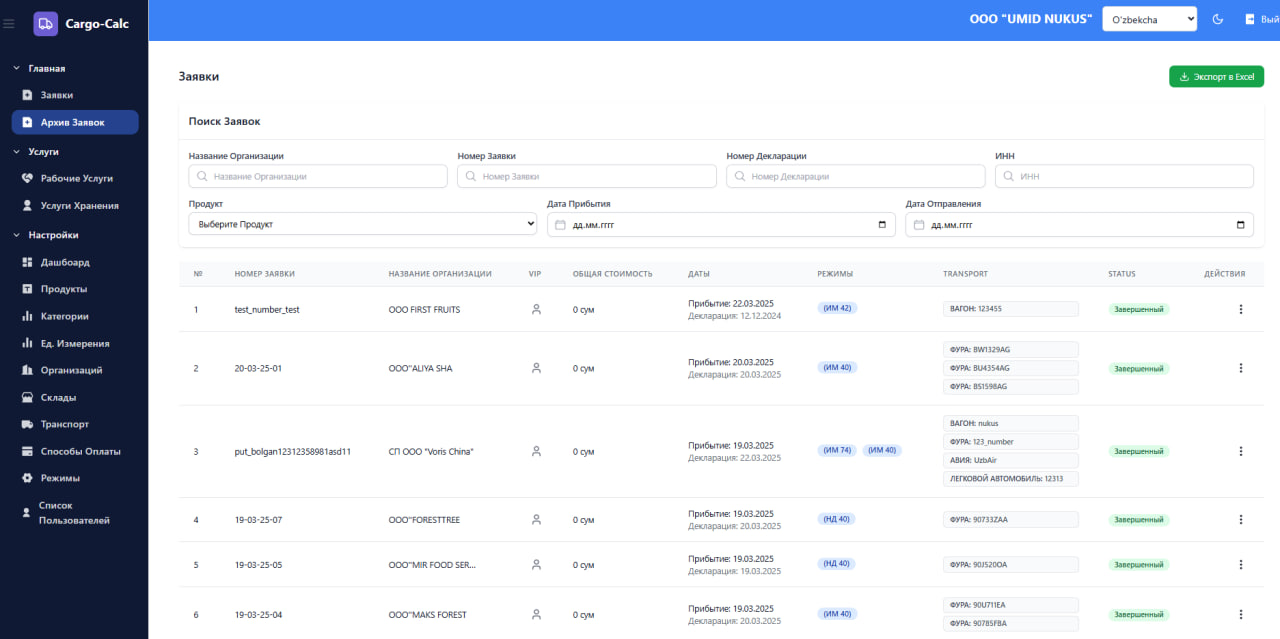 Cargo-Calc
ООО "UMID NUKUS"
O'zbekcha
Вый
Главная
Заявки
Архив Заявок
Услуги
Рабочие Услуги
Услуги Хранения
Настройки
Дашбоард
Продукты
Категории
Ед. Измерения
Организаций
Склады
Транспорт
Способы Оплаты
Режимы
Список
Пользователей
Заявки
Экспорт в Excel
Поиск Заявок
Название Организации
Номер Заявки
Номер Декларации
ИНН
Название Организации
Номер Заявки
Номер Декларации
ИНН
Продукт
Дата Прибытия
Дата Отправления
Выберите Продукт
дд.мм.гггг
дд.мм.гггг
№ НОМЕР ЗАЯВКИ НАЗВАНИЕ ОРГАНИЗАЦИИ VIP ОБЩАЯ СТОИМОСТЬ ДАТЫ РЕЖИМЫ TRANSPORT STATUS ДЕЙСТВИЯ
1 test_number_test ООО FIRST FRUITS 0 сум
Прибытие: 22.03.2025
Декларация: 12.12.2024
(ИМ 42)
ВАГОН: 123455
Завершенный
2 20-03-25-01 ООО"ALIYA SHA 0 сум
Прибытие: 20.03.2025
Декларация: 20.03.2025
(ИМ 40)
ФУРА: BW1329AG
ФУРА: BU4354AG
ФУРА: BS1598AG
Завершенный
3 put_bolgan12312358981asd11 СП ООО "Voris China" 0 сум
Прибытие: 19.03.2025
Декларация: 22.03.2025
(ИМ 74) (ИМ 40)
ВАГОН: nukus
ФУРА: 123_number
АВИЯ: UzbAir
ЛЕГКОВОЙ АВТОМОБИЛЬ: 12313
Завершенный
4 19-03-25-07 ООО"FORESTTREE 0 сум
Прибытие: 19.03.2025
Декларация: 20.03.2025
(НД 40)
ФУРА: 90733ZAA
Завершенный
5 19-03-25-05 ООО"MIR FOOD SER... 0 сум
Прибытие: 19.03.2025
Декларация: 19.03.2025
(НД 40)
ФУРА: 90J520OA
Завершенный
6 19-03-25-04 ООО"MAKS FOREST 0 сум
Прибытие: 19.03.2025
Декларация: 20.03.2025
(ИМ 40)
ФУРА: 90U711EA
ФУРА: 90785FBA
Завершенный